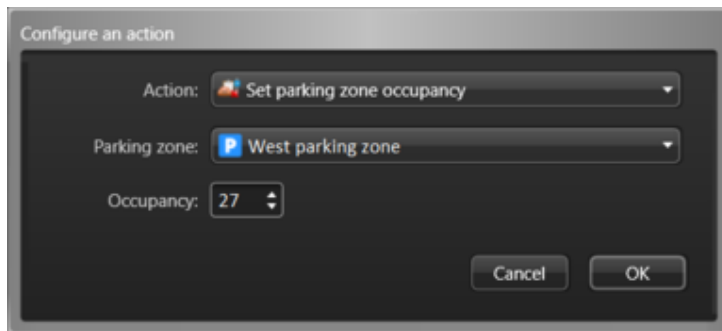 Configure an action
Action: Set parking zone occupancy
Parking zone: P West parking zone
Occupancy: 27
Cancel OK